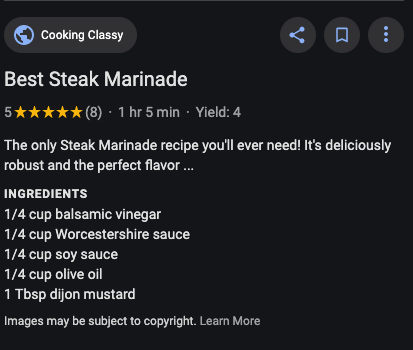 Cooking Classy
Best Steak Marinade
5★★★★★(8) · 1 hr 5 min · Yield: 4
The only Steak Marinade recipe you'll ever need! It's deliciously
robust and the perfect flavor ...
INGREDIENTS
1/4 cup balsamic vinegar
1/4 cup Worcestershire sauce
1/4 cup soy sauce
1/4 cup olive oil
1 Tbsp dijon mustard
Images may be subject to copyright. Learn More